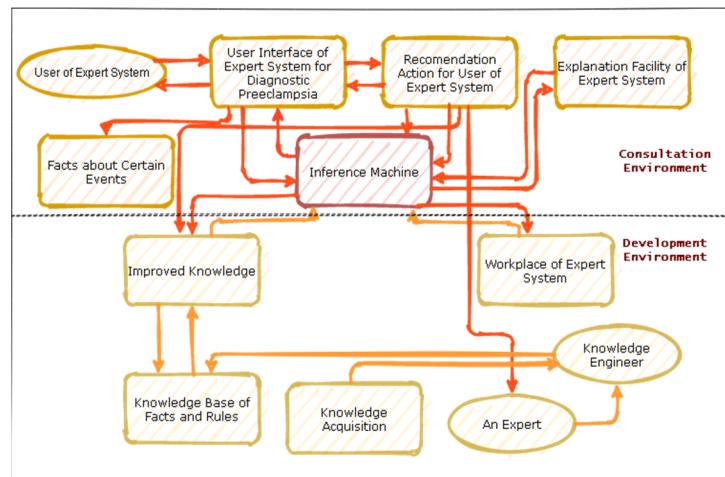 User of Expert System
User Interface of
Expert System for
Diagnostic
Preeclampsia
Recomendation
Action for User
of Expert System
Explanation Facility of
Expert System
Facts about Certain
Events
Inference Machine
Consultation
Environment
Development
Environment
Improved Knowledge
Workplace of Expert
System
Knowledge
Engineer
Knowledge Base of
Facts and Rules
Knowledge
Acquisition
An Expert